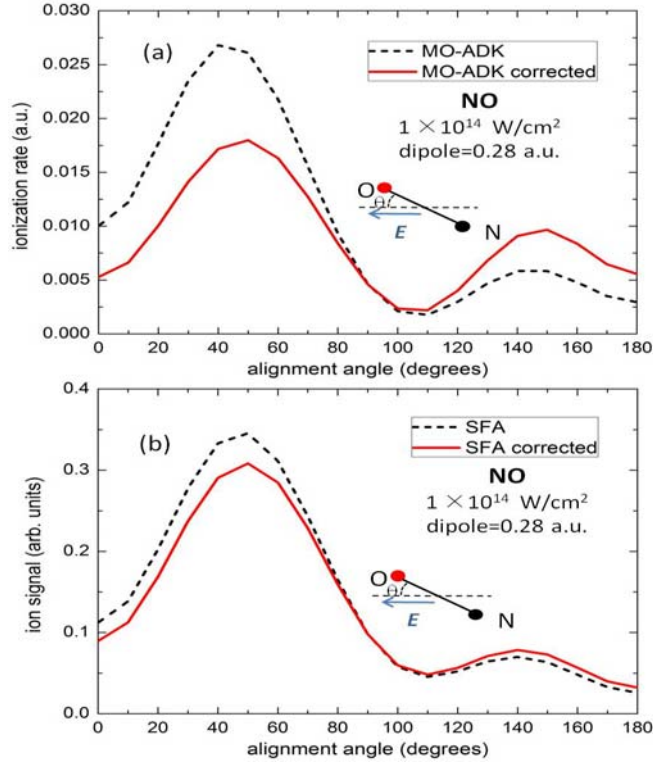 0.030
0.025
0.020
0.015
0.010
0.005
0.000
ionization rate (a.u.)
(a)
MO-ADK
MO-ADK corrected
NO
1 × 10¹⁴ W/cm²
dipole=0.28 a.u.
O
θ
E
N
0 20 40 60 80 100 120 140 160 180
alignment angle (degrees)
0.4
0.3
0.2
0.1
0.0
ion signal (arb. units)
(b)
SFA
SFA corrected
NO
1 × 10¹⁴ W/cm²
dipole=0.28 a.u.
O
θ
E
N
0 20 40 60 80 100 120 140 160 180
alignment angle (degrees)